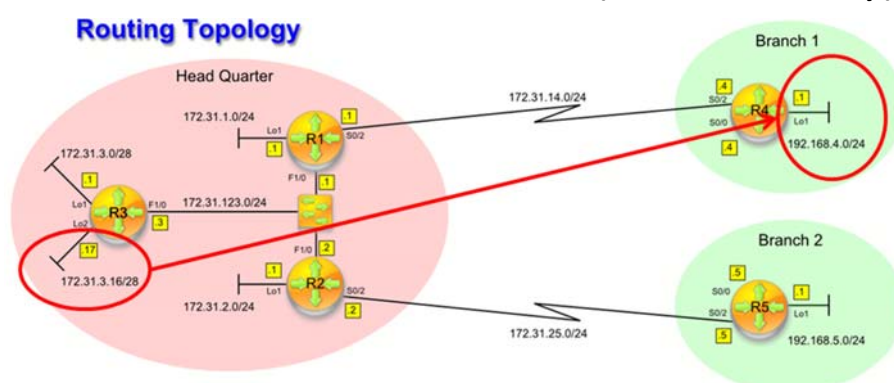 Routing Topology
Head Quarter
Branch 1
172.31.1.0/24
Lo1
.1
R1
.1
S0/2
172.31.14.0/24
.4
S0/2
S0/0
.4
R4
.1
Lo1
192.168.4.0/24
172.31.3.0/28
.1
Lo1
Lo2
.17
R3
F1/0
.3
172.31.123.0/24
F1/0
.1
172.31.3.16/28
F1/0
.2
.1
Lo1
R2
S0/2
.2
172.31.2.0/24
172.31.25.0/24
Branch 2
.5
S0/0
S0/2
.5
R5
.1
Lo1
192.168.5.0/24